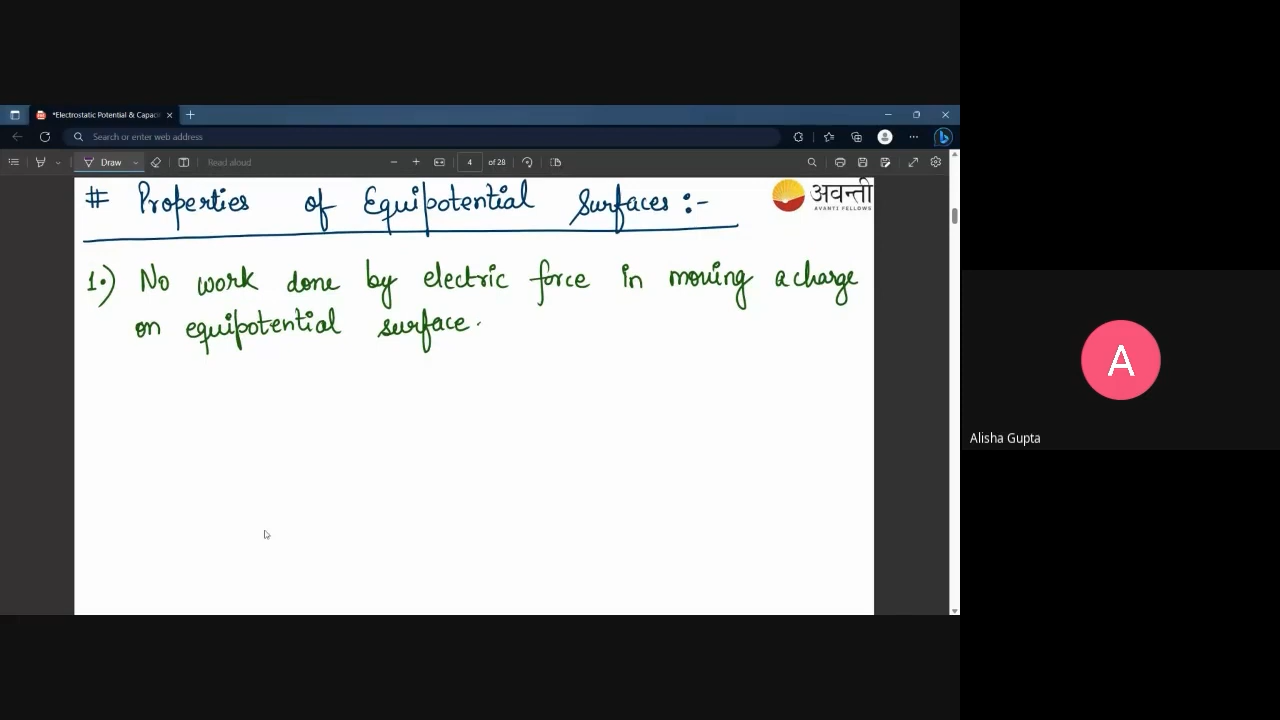 *Electrostatic Potential & Capac
Search or enter web address
Draw
Read aloud
4 of 28
# Properties of Equipotential Surfaces :-
अवन्ती
AVANTI FELLOWS
1.) No work done by electric force in moving a charge
on equipotential surface.
A
Alisha Gupta